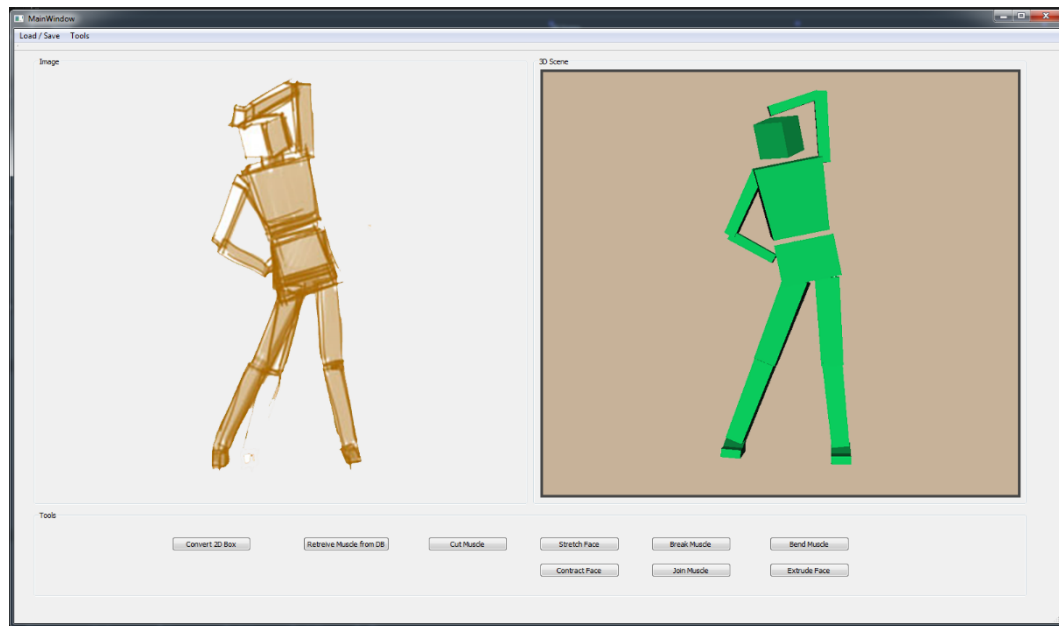 MainWindow
Load / Save Tools
Image
3D Scene
Tools
Convert 2D Box Retreive Muscle from DB Cut Muscle Stretch Face Break Muscle Bend Muscle
Contract Face Join Muscle Extrude Face